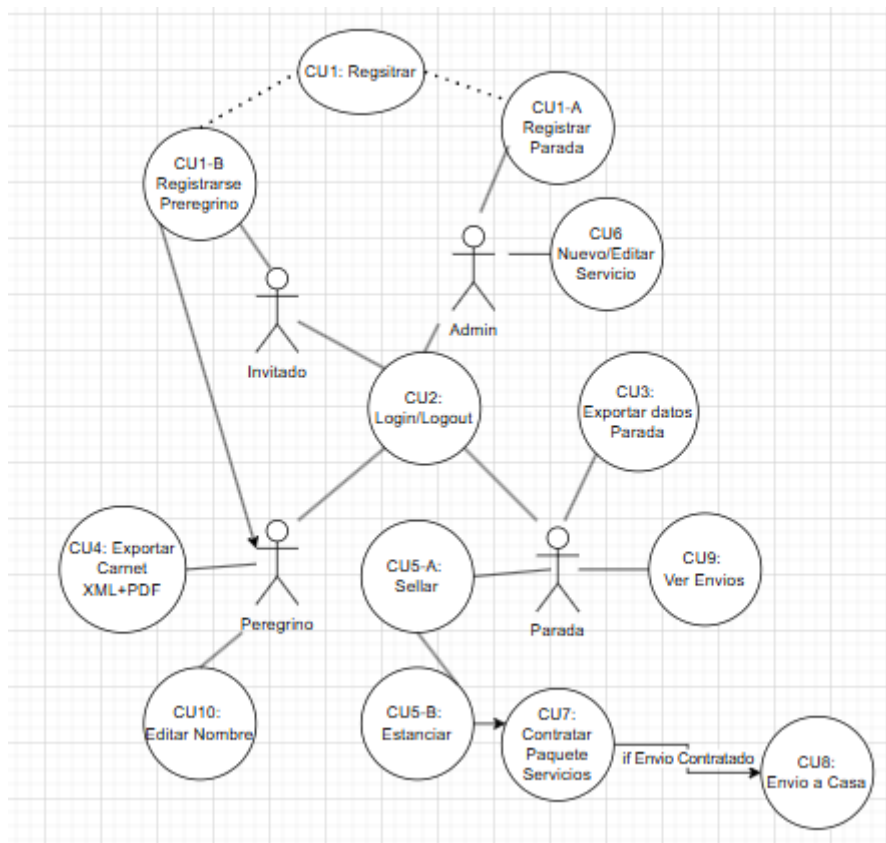 CU1: Regsitrar
CU1-A
Registrar
Parada
CU1-B
Registrarse
Preregrino
CU6
Nuevo/Editar
Servicio
Admin
Invitado
CU2:
Login/Logout
CU3:
Exportar datos
Parada
CU4: Exportar
Carnet
XML+PDF
Peregrino
CU5-A:
Sellar
Parada
CU9:
Ver Envios
CU10:
Editar Nombre
CU5-B:
Estanciar
CU7:
Contratar
Paquete
Servicios
if Envio Contratado
CU8:
Envio a Casa